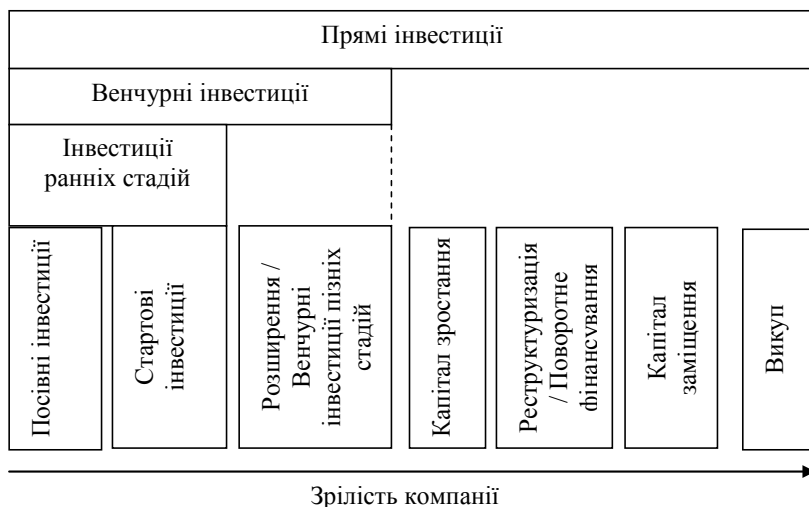 Прямі інвестиції
Венчурні інвестиції
Інвестиції
ранніх стадій
Посівні інвестиції
Стартові
інвестиції
Розширення /
Венчурні
інвестиції пізніх
стадій
Капітал зростання
Реструктуризація
/ Поворотне
фінансування
Капітал
заміщення
Викуп
Зрілість компанії